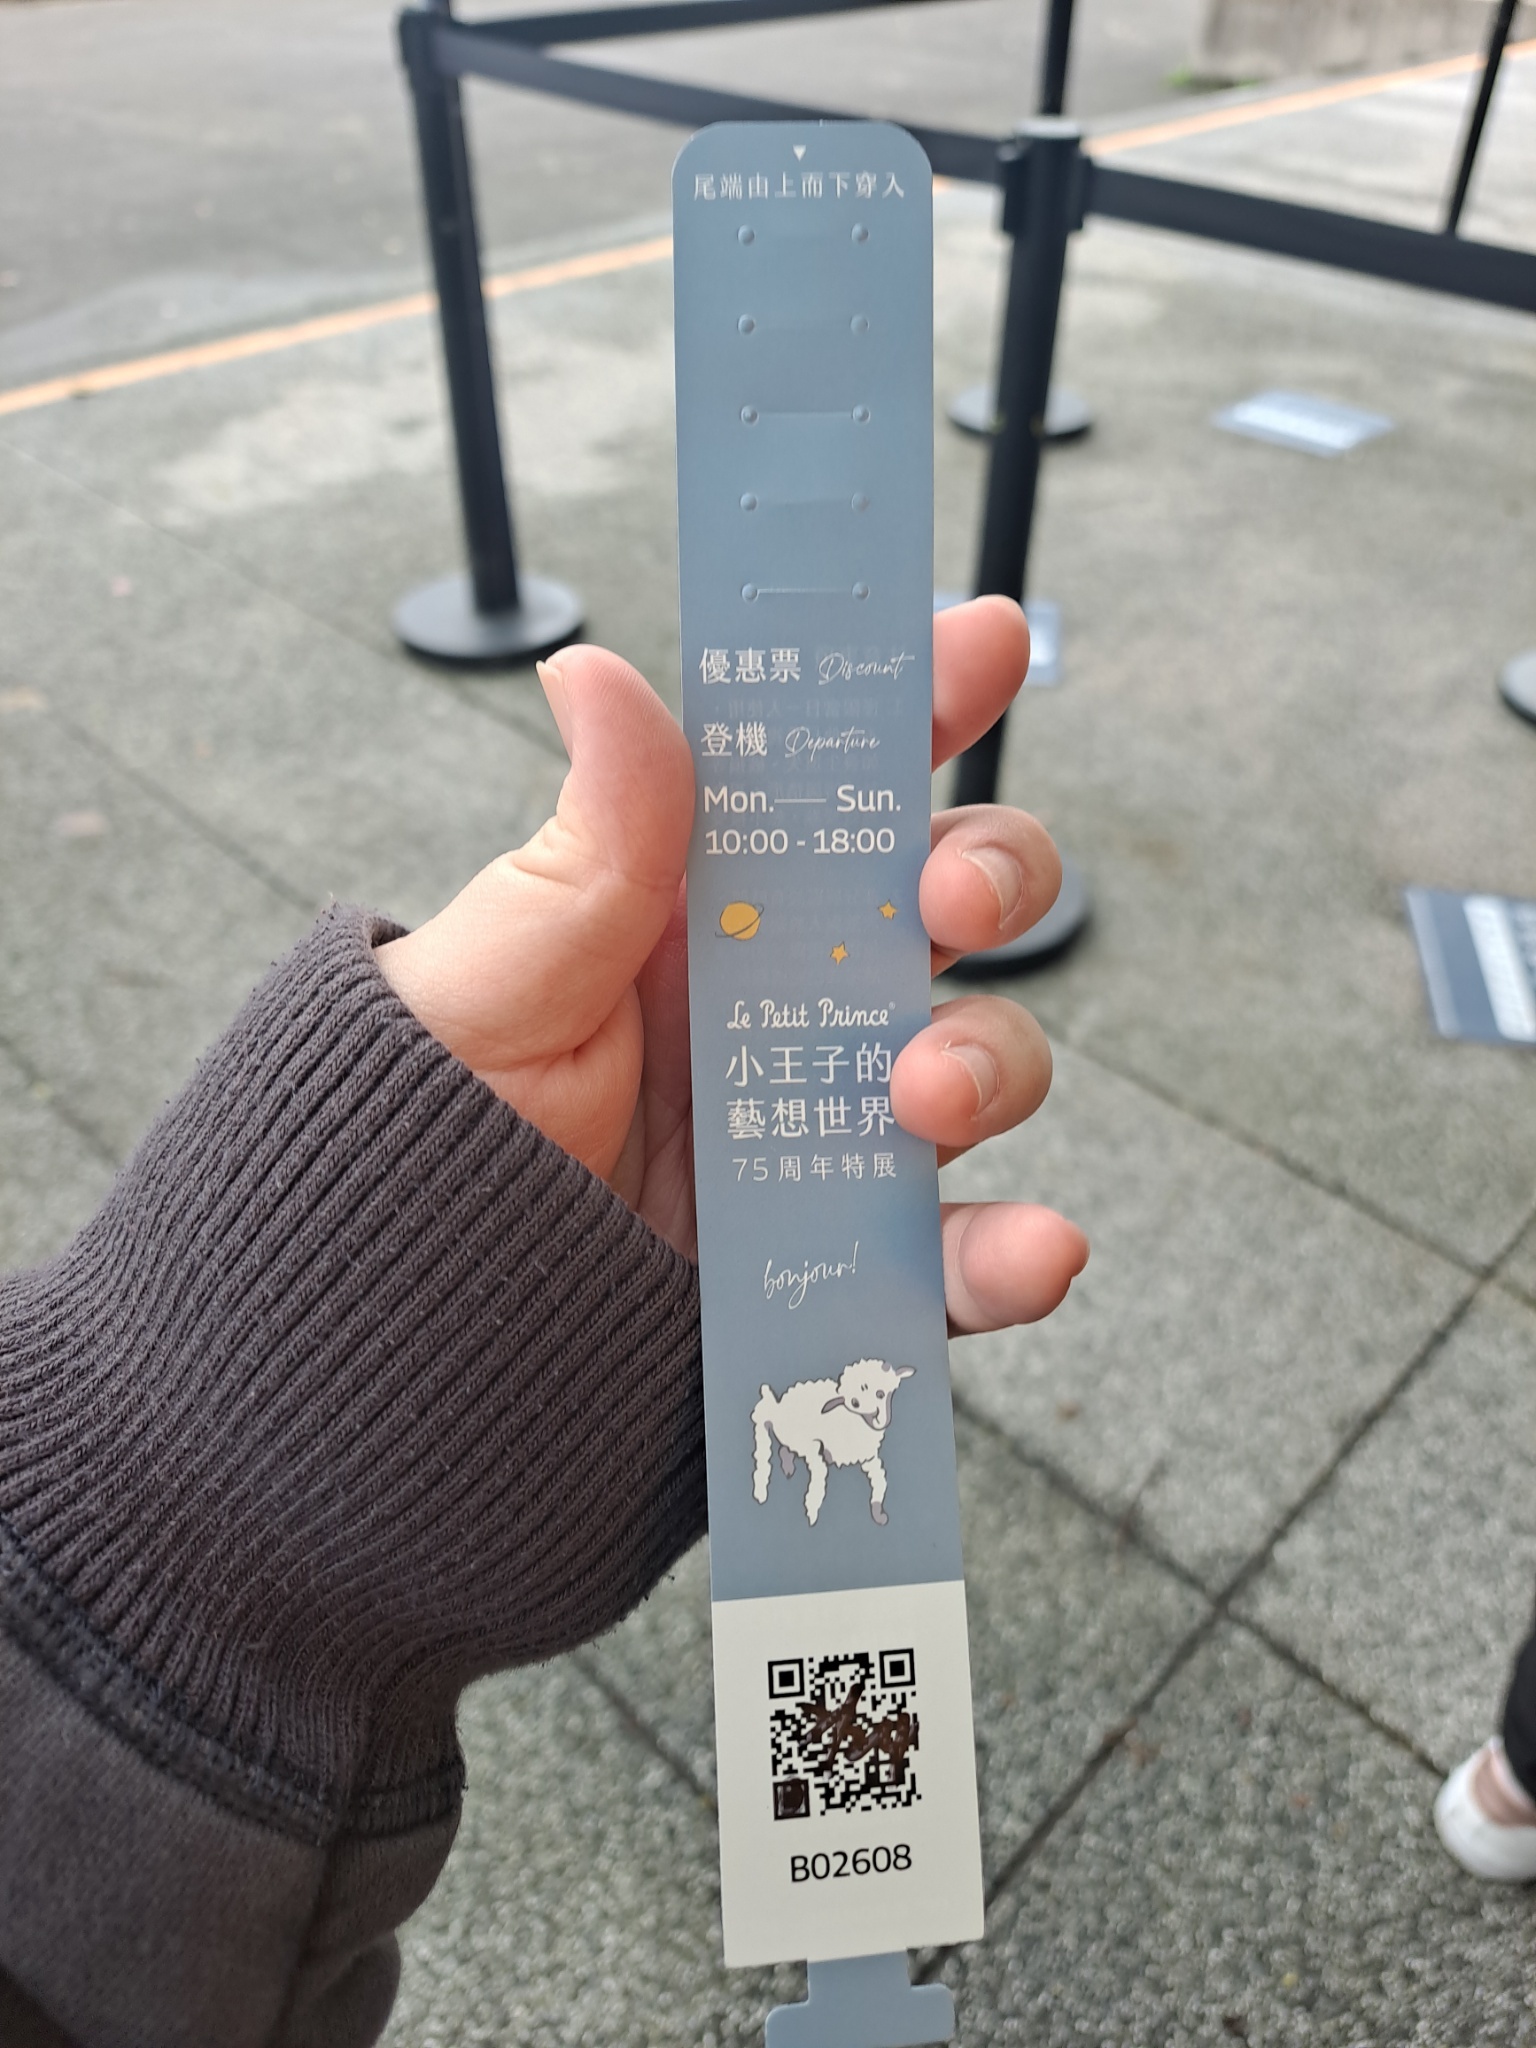 尾端由上而下穿入
優惠票 Discount
登機 Departure
Mon.—— Sun.
10:00 - 18:00
Le Petit Prince®
小王子的
藝想世界
75周年特展
bonjour!
B02608